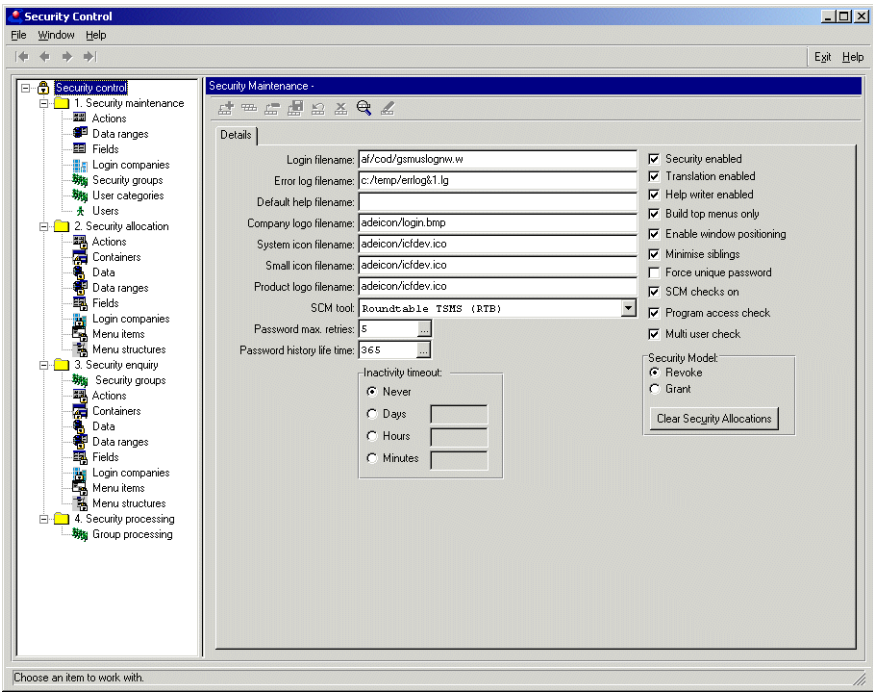 Security Control
File Window Help
Exit Help
Security control
1. Security maintenance
Actions
Data ranges
Fields
Login companies
Security groups
User categories
Users
2. Security allocation
Actions
Containers
Data
Data ranges
Fields
Login companies
Menu items
Menu structures
3. Security enquiry
Security groups
Actions
Containers
Data
Data ranges
Fields
Login companies
Menu items
Menu structures
4. Security processing
Group processing
Security Maintenance -
Details
Login filename: af/cod/gsmuslognw.w
Error log filename: c:/temp/errlog&1.lg
Default help filename:
Company logo filename: adeicon/login.bmp
System icon filename: adeicon/icfdev.ico
Small icon filename: adeicon/icfdev.ico
Product logo filename: adeicon/icfdev.ico
SCM tool: Roundtable TSMS (RTB)
Password max. retries: 5 ...
Password history life time: 365 ...
Inactivity timeout:
Never
Days
Hours
Minutes
Security enabled
Translation enabled
Help writer enabled
Build top menus only
Enable window positioning
Minimise siblings
Force unique password
SCM checks on
Program access check
Multi user check
Security Model:
Revoke
Grant
Clear Security Allocations
Choose an item to work with.